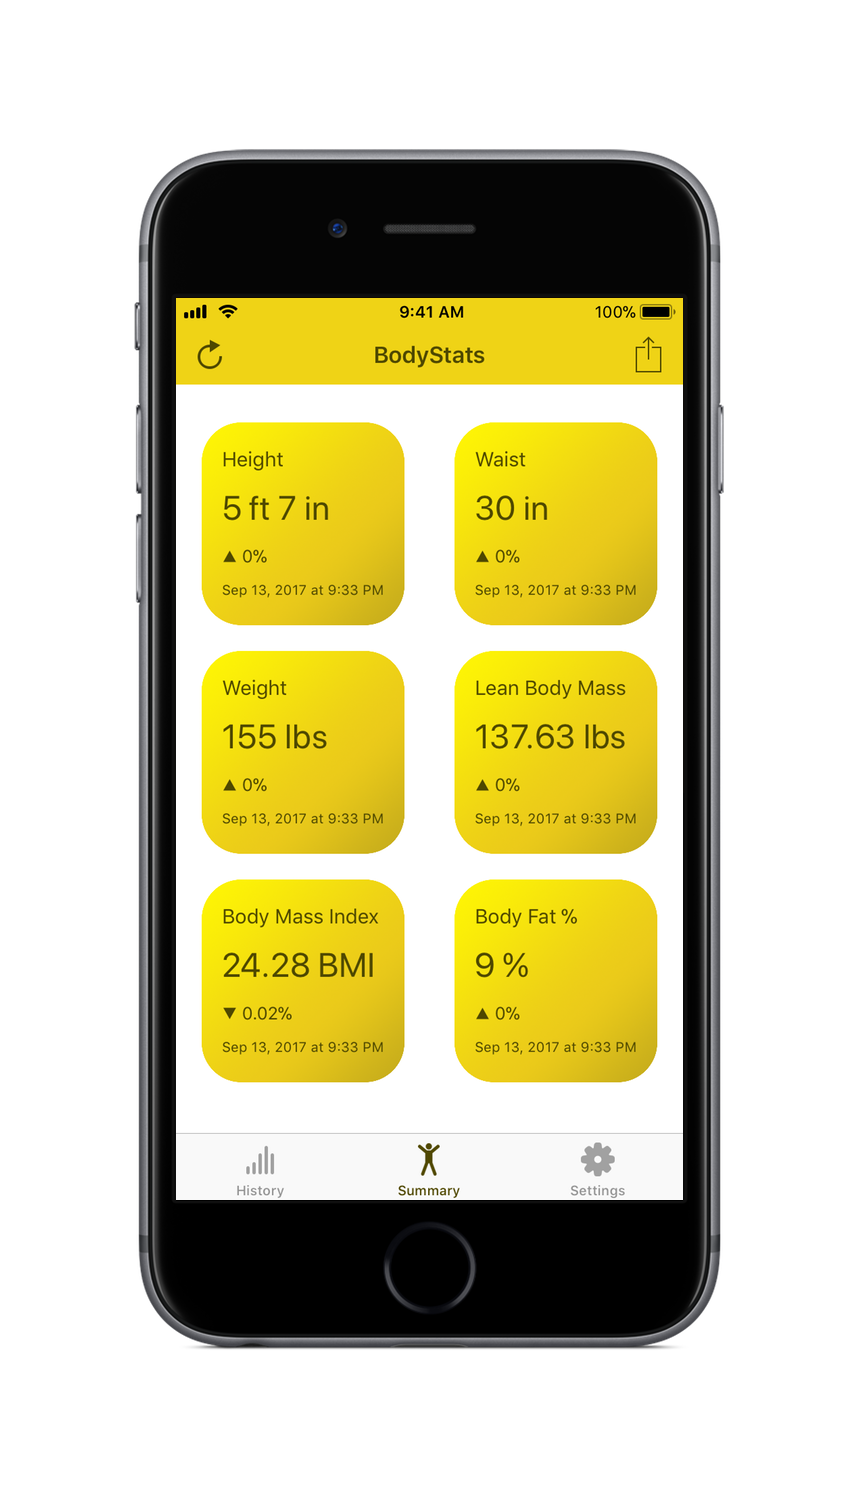 9:41 AM
100%
BodyStats
Height
5 ft 7 in
▲ 0%
Sep 13, 2017 at 9:33 PM
Waist
30 in
▲ 0%
Sep 13, 2017 at 9:33 PM
Weight
155 lbs
▲ 0%
Sep 13, 2017 at 9:33 PM
Lean Body Mass
137.63 lbs
▲ 0%
Sep 13, 2017 at 9:33 PM
Body Mass Index
24.28 BMI
▼ 0.02%
Sep 13, 2017 at 9:33 PM
Body Fat %
9 %
▲ 0%
Sep 13, 2017 at 9:33 PM
History
Summary
Settings